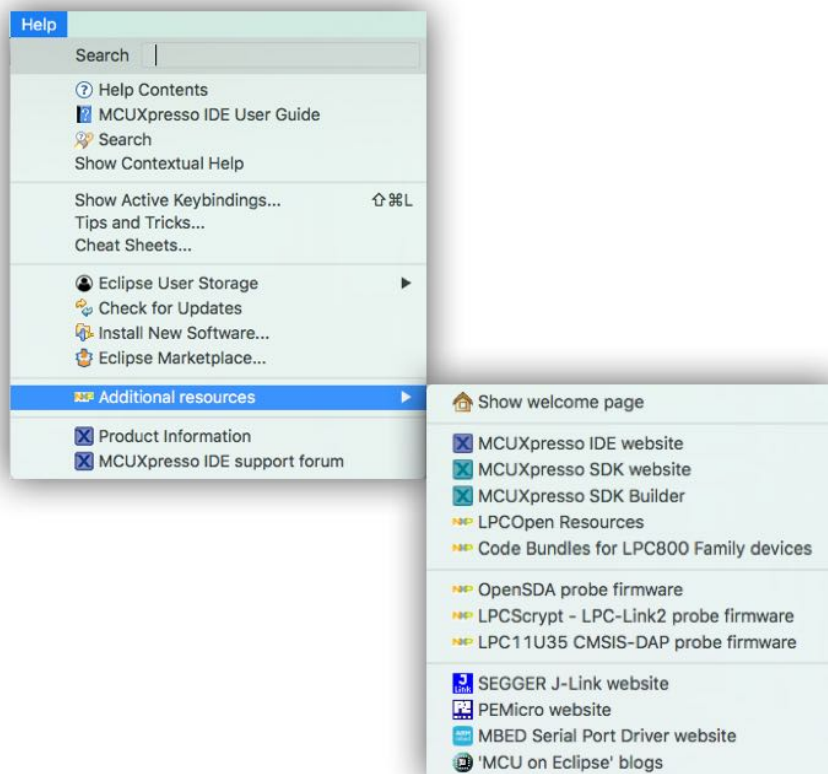 Help
Search
Help Contents
MCUXpresso IDE User Guide
Search
Show Contextual Help
Show Active Keybindings... ⇧⌘L
Tips and Tricks...
Cheat Sheets...
Eclipse User Storage
Check for Updates
Install New Software...
Eclipse Marketplace...
Additional resources
Product Information
MCUXpresso IDE support forum
Show welcome page
MCUXpresso IDE website
MCUXpresso SDK website
MCUXpresso SDK Builder
LPCOpen Resources
Code Bundles for LPC800 Family devices
OpenSDA probe firmware
LPCScrypt - LPC-Link2 probe firmware
LPC11U35 CMSIS-DAP probe firmware
SEGGER J-Link website
PEMicro website
MBED Serial Port Driver website
'MCU on Eclipse' blogs